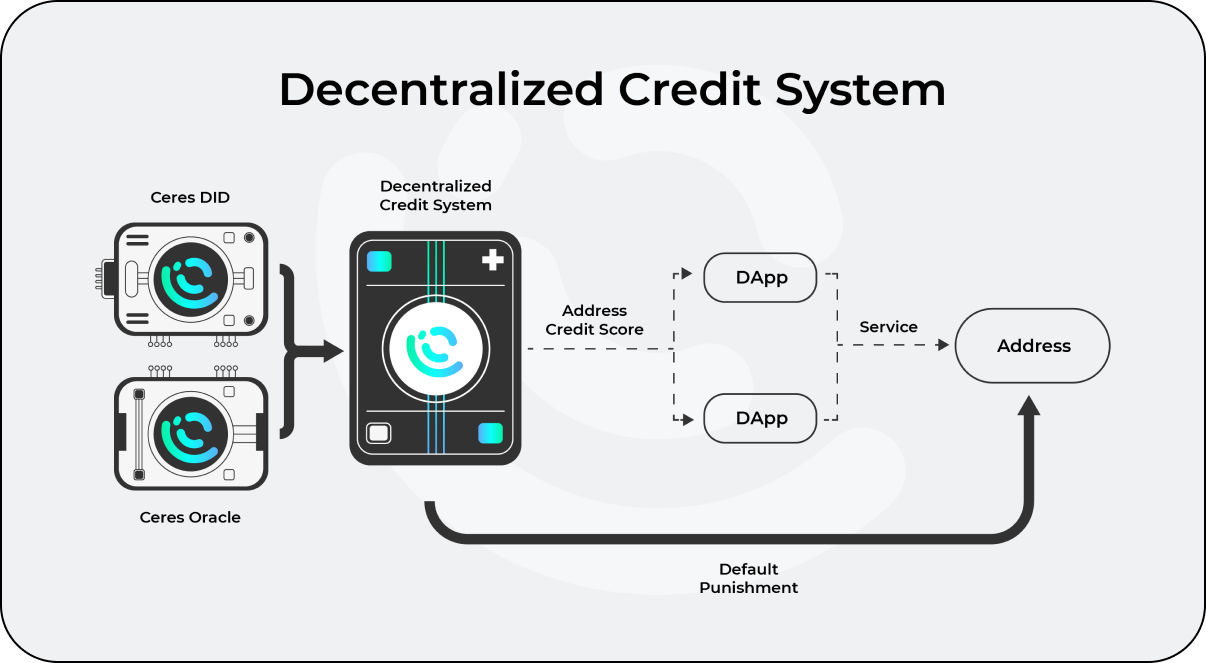 Decentralized Credit System
Ceres DID
Decentralized
Credit System
Address
Credit Score
DApp
DApp
Service
Address
Ceres Oracle
Default
Punishment